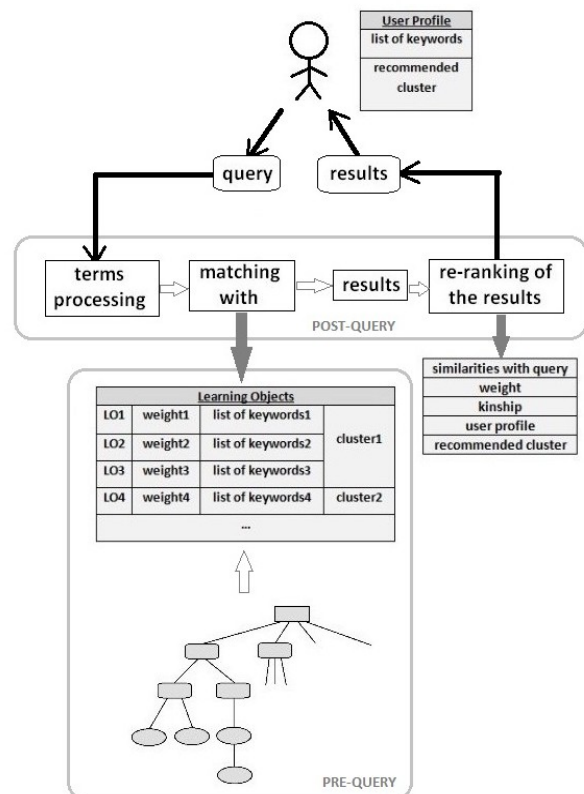 User Profile
list of keywords
recommended
cluster
query
results
terms
processing
matching
with
results
re-ranking of
the results
POST-QUERY
similarities with query
weight
kinship
user profile
recommended cluster
Learning Objects
LO1 weight1 list of keywords1
cluster1
LO2 weight2 list of keywords2
LO3 weight3 list of keywords3
LO4 weight4 list of keywords4 cluster2
...
PRE-QUERY